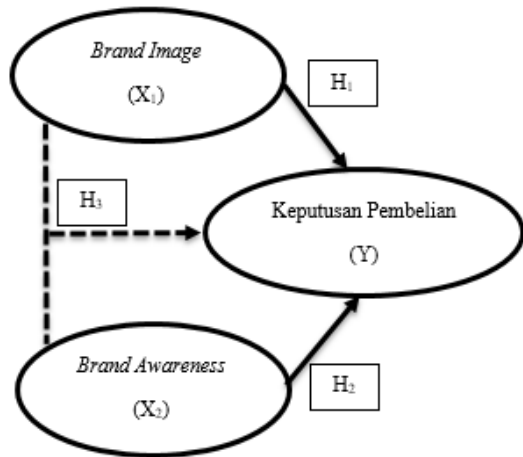 Brand Image
(X₁)
H₁
H₃
Keputusan Pembelian
(Y)
Brand Awareness
(X₂)
H₂